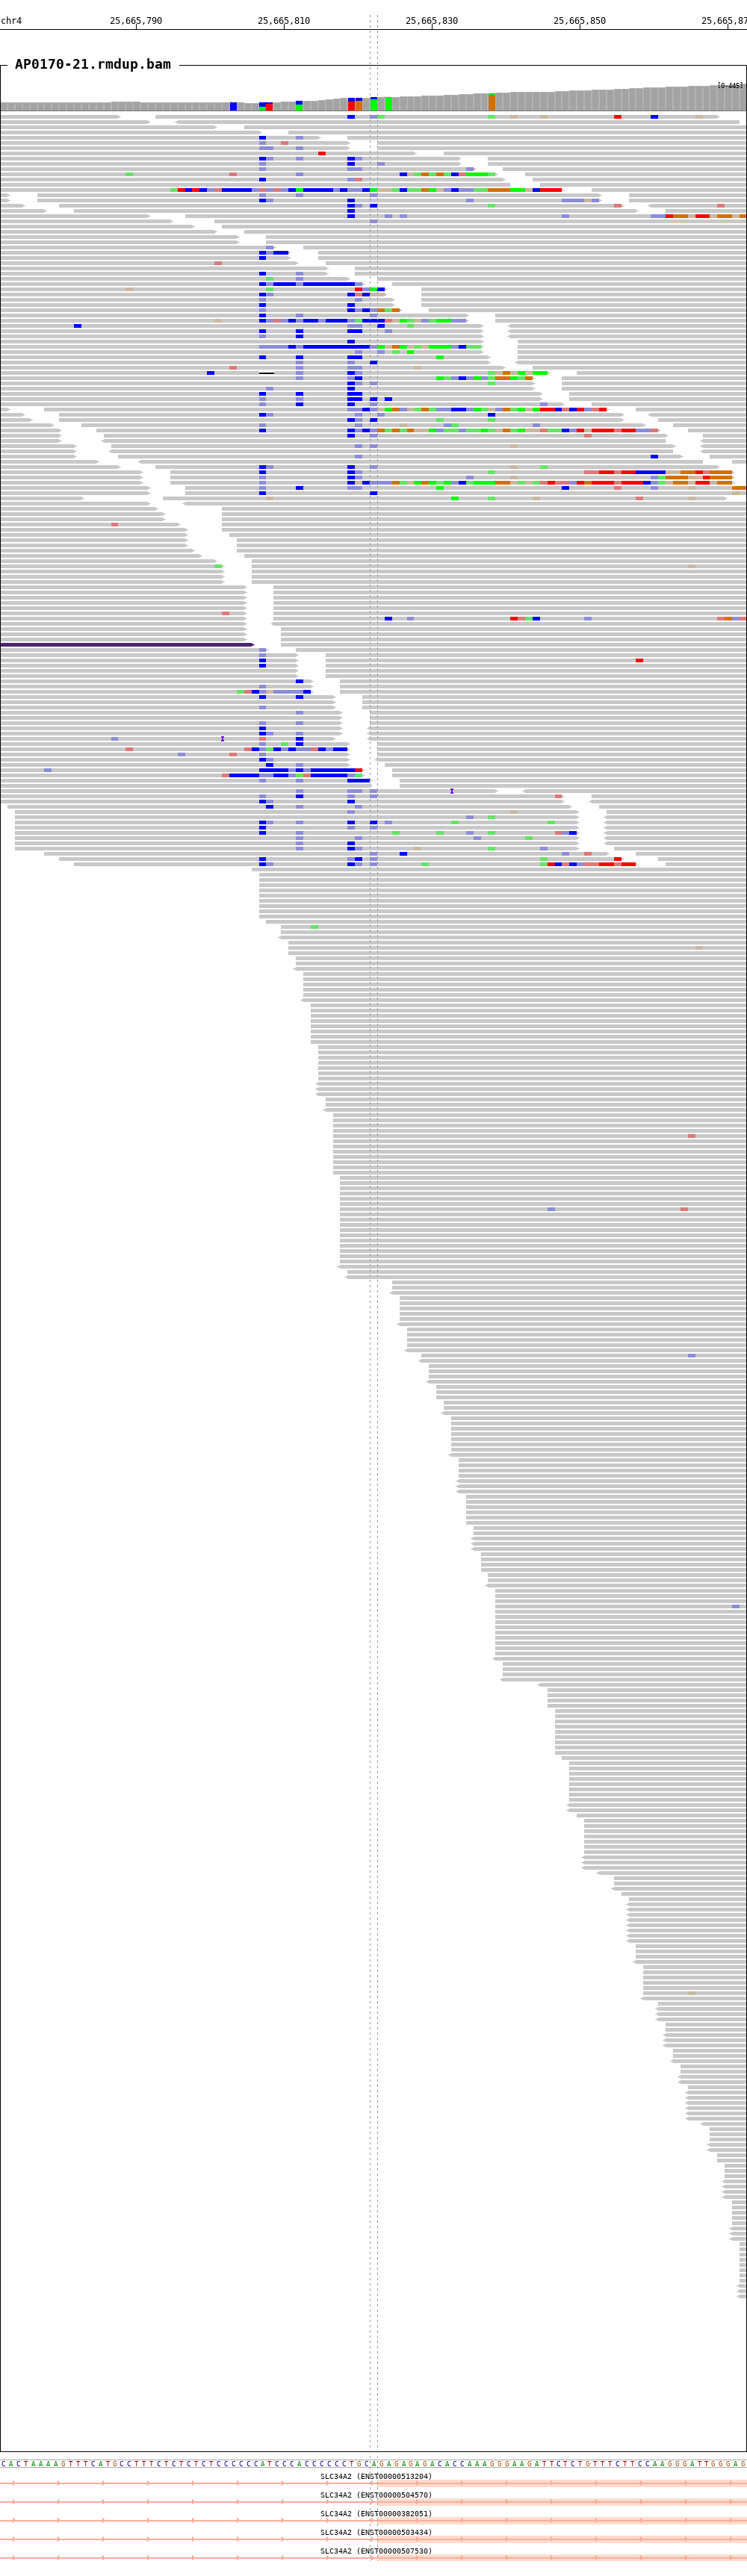 chr4 25,665,790 25,665,810 25,665,830 25,665,850 25,665,87
AP0170-21.rmdup.bam
[0-445]
I
I
CACTAAAAGTTTCATGCCTTTCTCTCTCTCCCCCCATCCCACCCCCCTGCAGAGAGAGACACCAAAGGGAAGATTCTCTGTTTCTTCCAAGGGATTGGGAG
SLC34A2 (ENST00000513204)
SLC34A2 (ENST00000504570)
SLC34A2 (ENST00000382051)
SLC34A2 (ENST00000503434)
SLC34A2 (ENST00000507530)